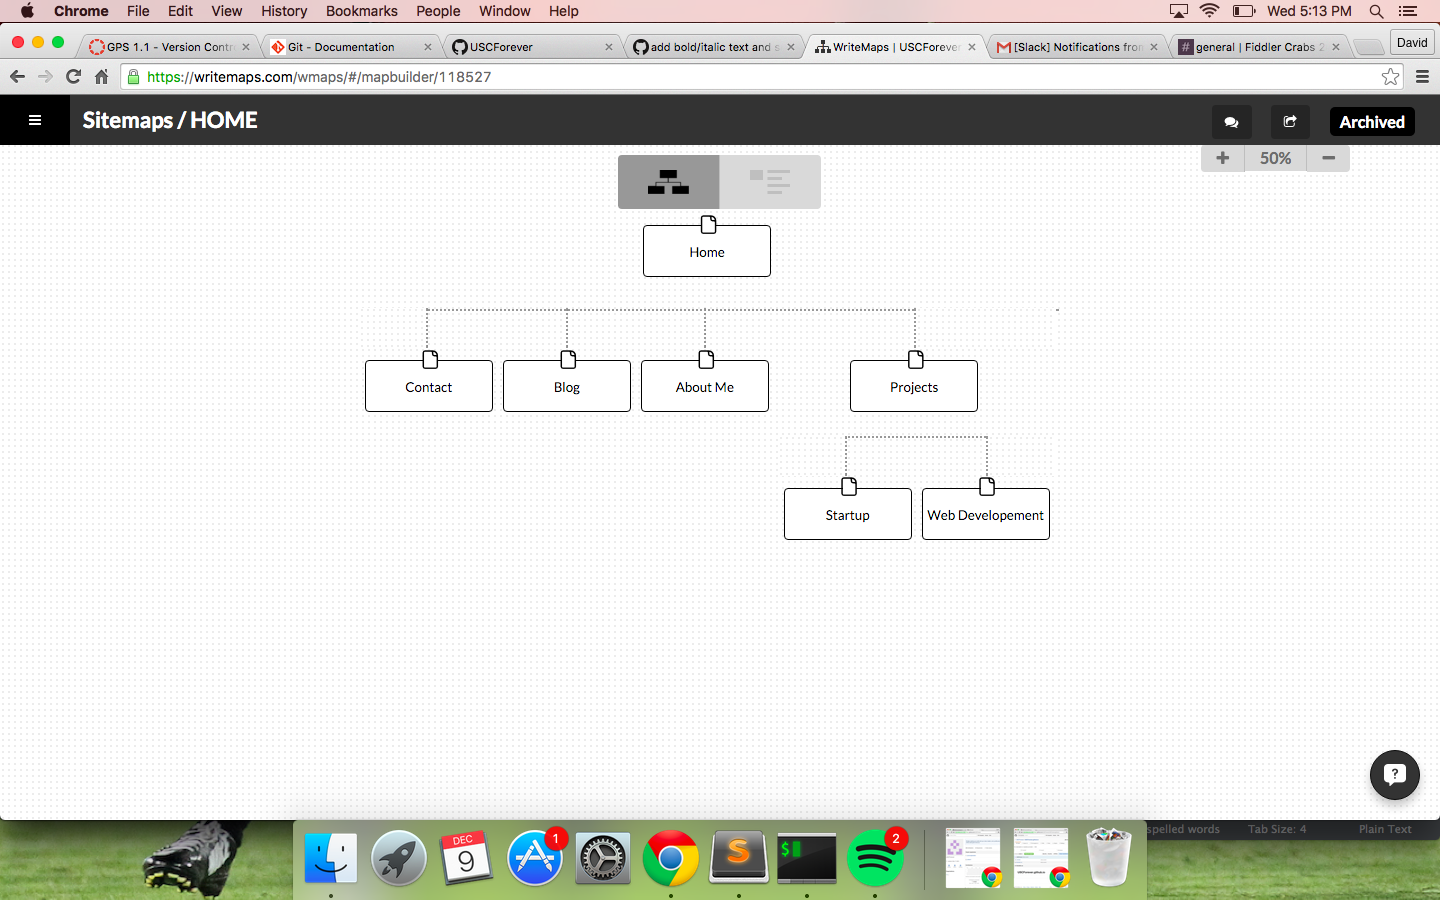 Chrome File Edit View History Bookmarks People Window Help Wed 5:13 PM
GPS 1.1 - Version Contr Git - Documentation USCForever add bold/italic text and s WriteMaps | USCForever [Slack] Notifications from general | Fiddler Crabs 2 David
https://writemaps.com/wmaps/#/mapbuilder/118527
Sitemaps / HOME Archived
+ 50% −
Home
Contact Blog About Me Projects
Startup Web Developement
?
spelled words Tab Size: 4 Plain Text
DEC 1 2
9 S $